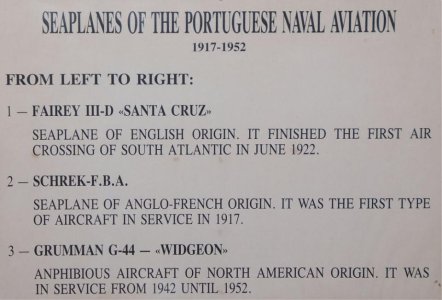 SEAPLANES OF THE PORTUGUESE NAVAL AVIATION
1917-1952
FROM LEFT TO RIGHT:
1 — FAIREY III-D «SANTA CRUZ»
SEAPLANE OF ENGLISH ORIGIN. IT FINISHED THE FIRST AIR
CROSSING OF SOUTH ATLANTIC IN JUNE 1922.
2 — SCHREK-F.B.A.
SEAPLANE OF ANGLO-FRENCH ORIGIN. IT WAS THE FIRST TYPE
OF AIRCRAFT IN SERVICE IN 1917.
3 — GRUMMAN G-44 — «WIDGEON»
ANPHIBIOUS AIRCRAFT OF NORTH AMERICAN ORIGIN. IT WAS
IN SERVICE FROM 1942 UNTIL 1952.